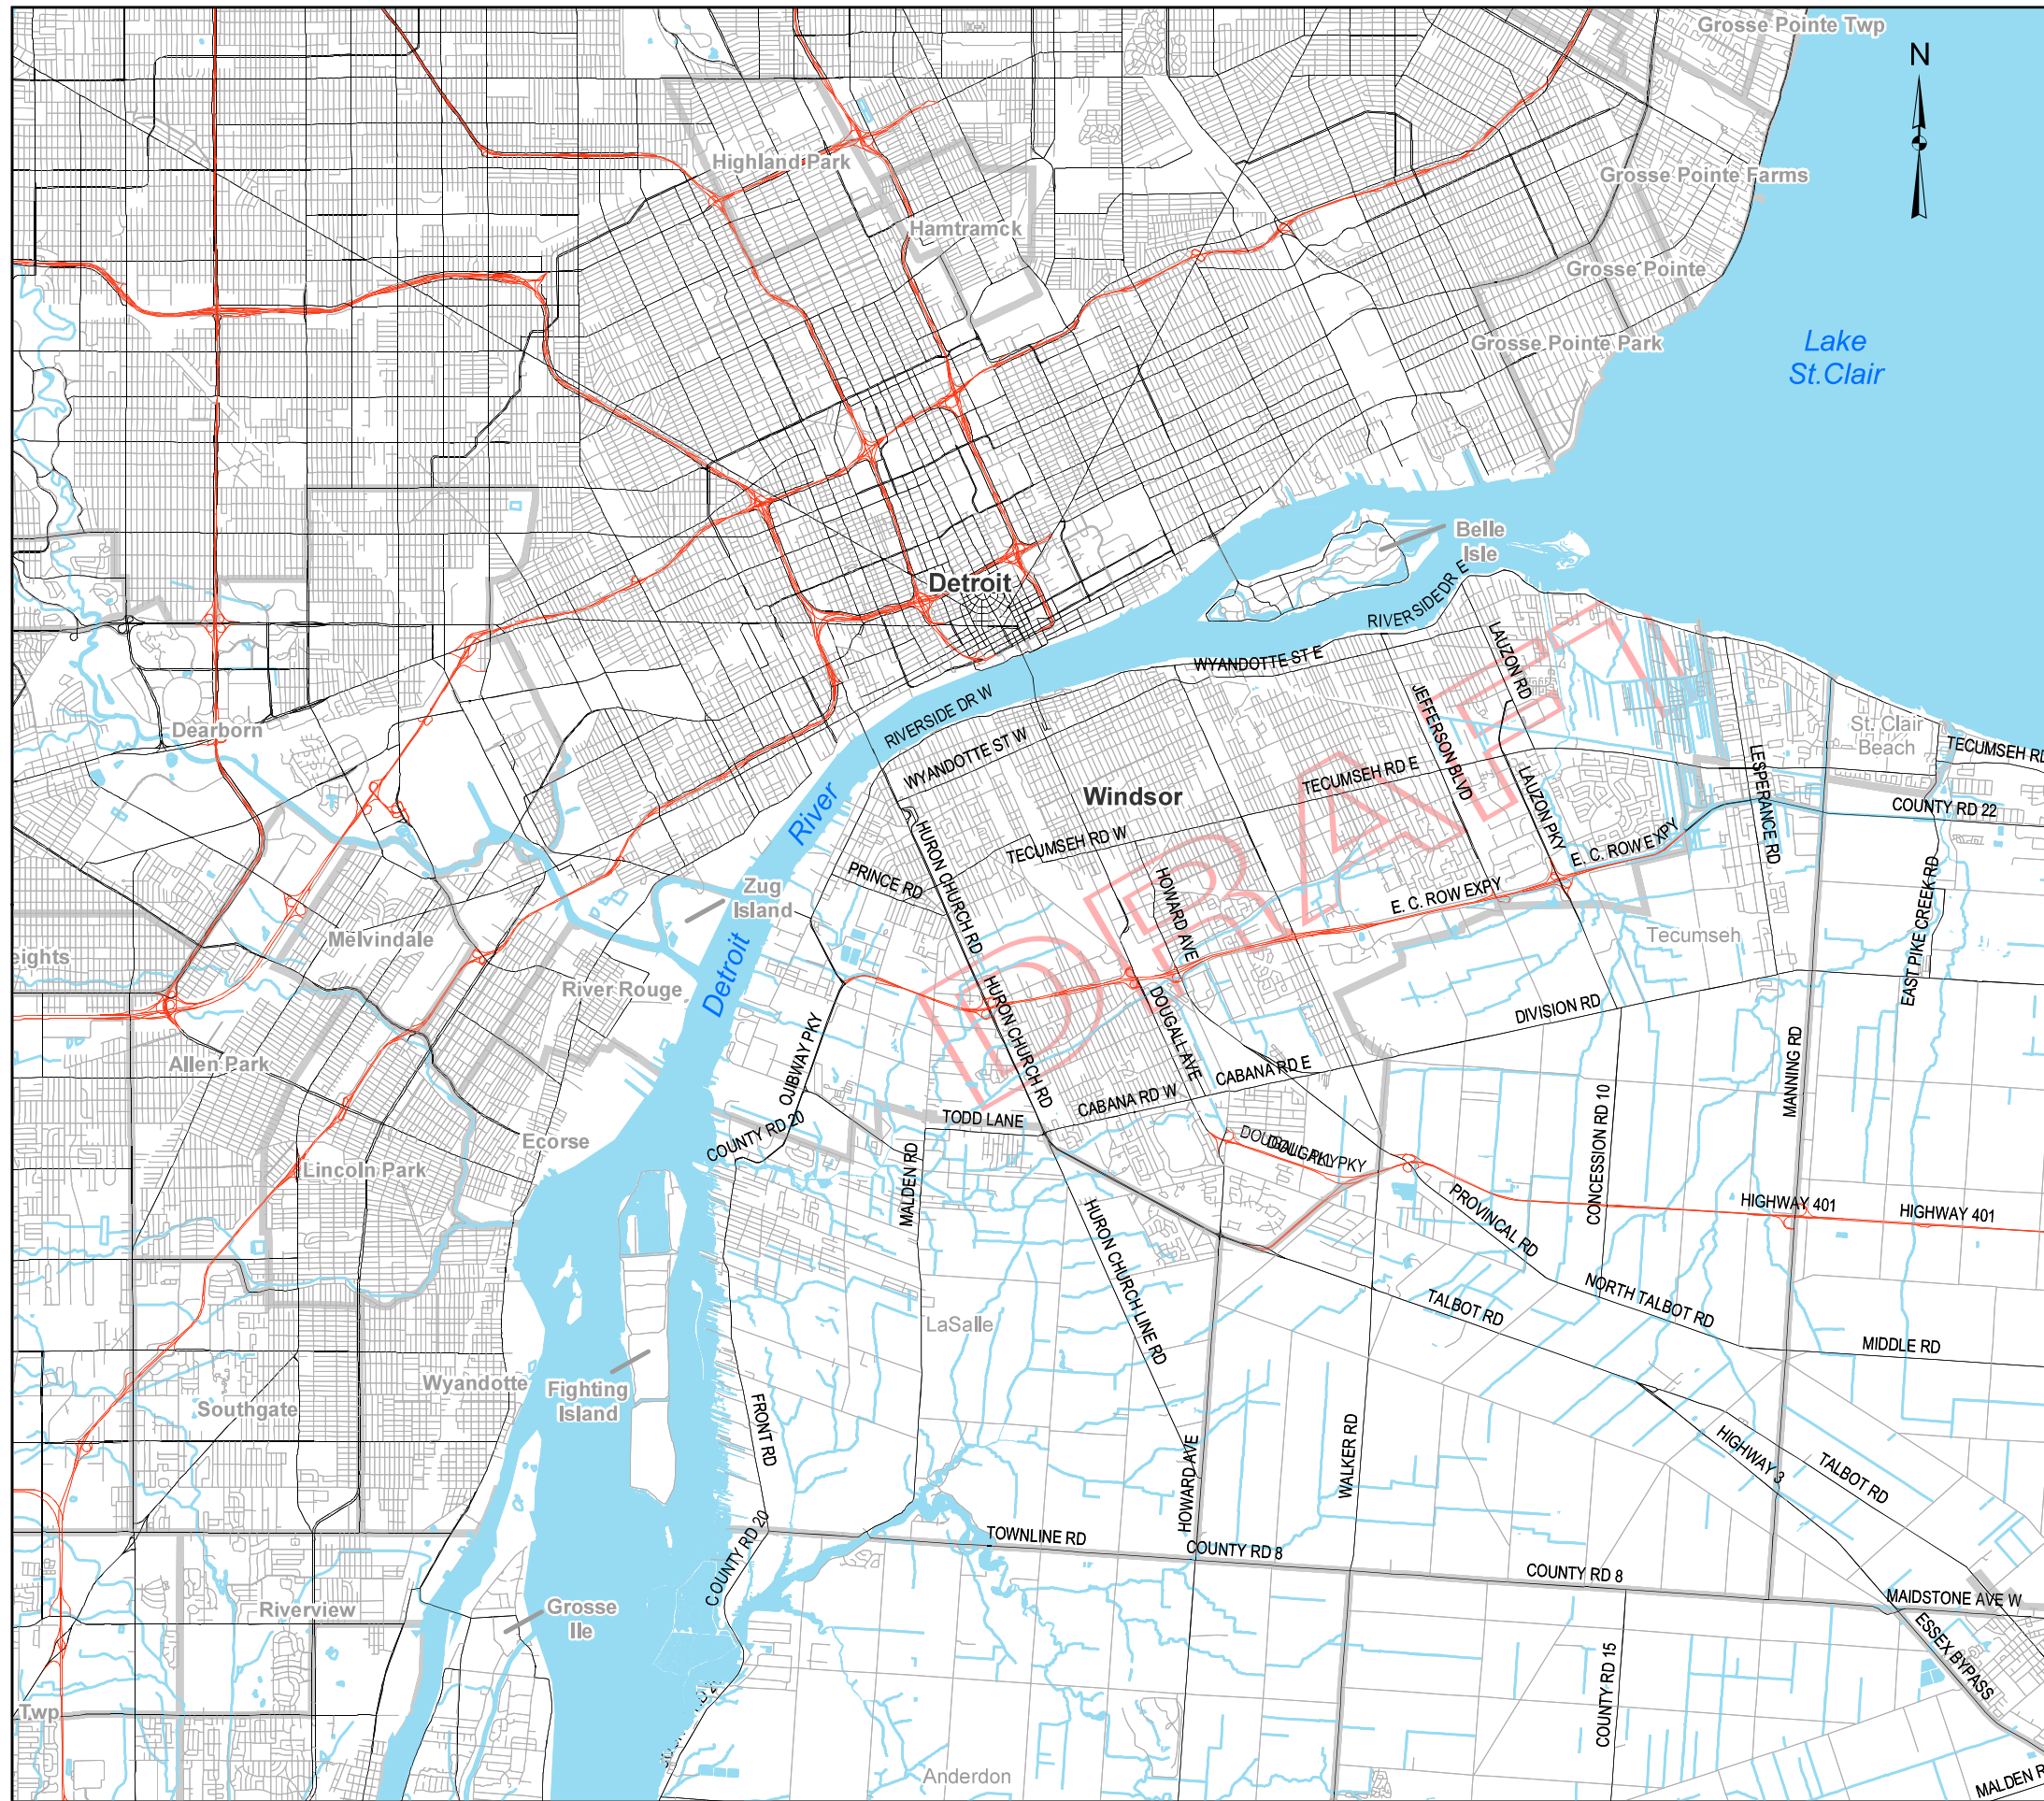 Grosse Pointe Twp
N
Highland Park
Grosse Pointe Farms
Hamtramck
Grosse Pointe
Grosse Pointe Park
Lake
St.Clair
Belle
Isle
Detroit
RIVERSIDE DR E
LAUZON RD
WYANDOTTE ST E
RIVERSIDE DR W
JEFFERSON BLVD
Dearborn
St. Clair
Beach
WYANDOTTE ST W
TECUMSEH RD
LESPERANCE RD
TECUMSEH RD E
LAUZON PKY
Windsor
COUNTY RD 22
River
HURON CHURCH RD
TECUMSEH RD W
E. C. ROW EXPY
PRINCE RD
HOWARD AVE
E. C. ROW EXPY
EAST PIKE CREEK RD
Zug
Island
DRAFT
Melvindale
Tecumseh
eights
Detroit
River Rouge
HURON CHURCH RD
DOUGALL AVE
DIVISION RD
OJIBWAY PKY
MANNING RD
Allen Park
CABANA RD E
CABANA RD W
CONCESSION RD 10
TODD LANE
COUNTY RD 20
Ecorse
DOUGALL PKY
DOUGALL PKY
Lincoln Park
MALDEN RD
PROVINCAL RD
HIGHWAY 401
HIGHWAY 401
HURON CHURCH LINE RD
NORTH TALBOT RD
TALBOT RD
LaSalle
MIDDLE RD
Wyandotte
Fighting
Island
Southgate
FRONT RD
WALKER RD
HOWARD AVE
HIGHWAY 3
TALBOT RD
TOWNLINE RD
COUNTY RD 8
COUNTY RD 20
COUNTY RD 8
MAIDSTONE AVE W
Riverview
Grosse
Ile
ESSEX BYPASS
COUNTY RD 15
Twp
Anderdon
MALDEN R